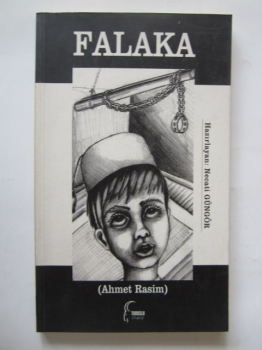 FALAKA
Hazırlayan: Necati GÜNGÖR
(Ahmet Rasim)